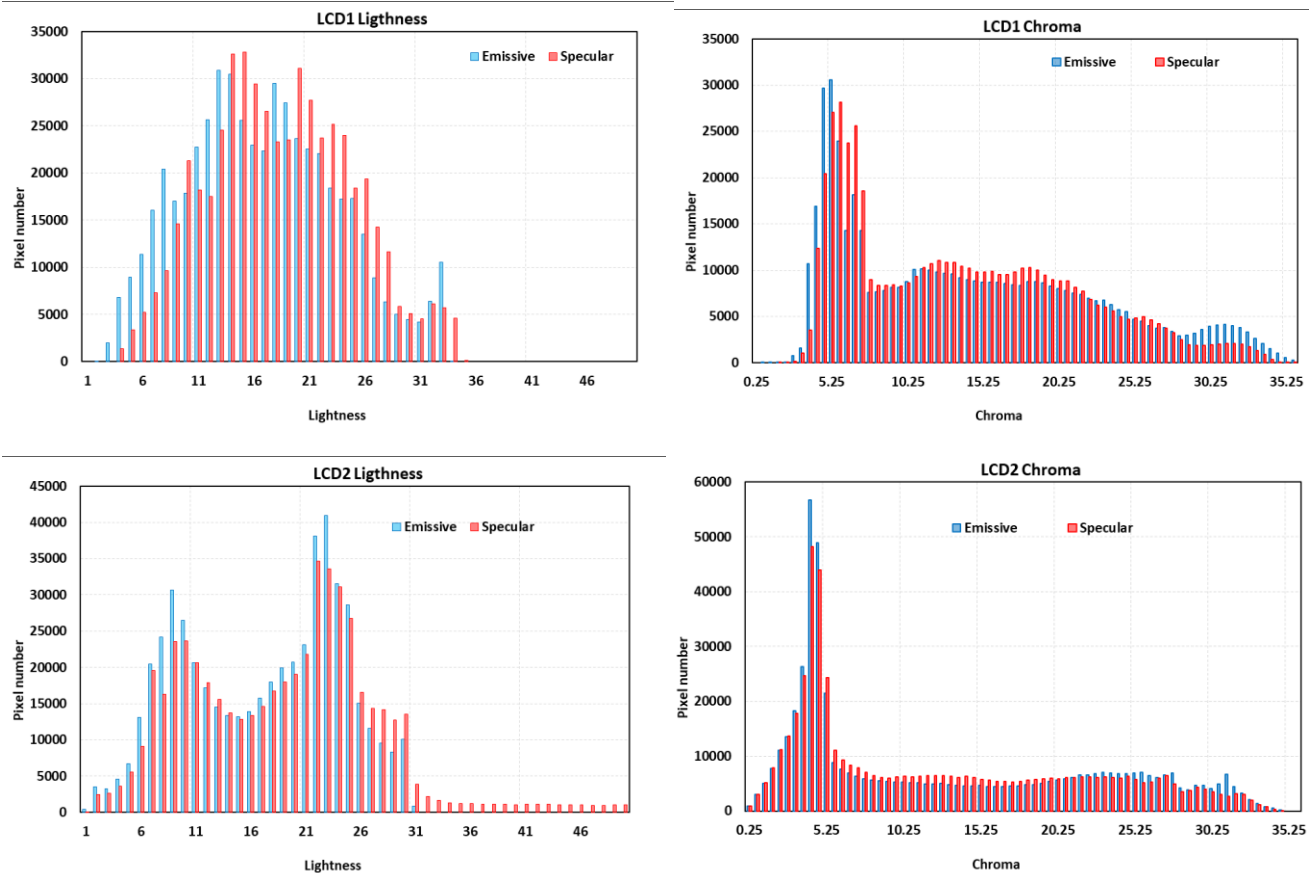 LCD1 Ligthness
Emissive Specular
35000
30000
25000
20000
15000
10000
5000
0
Pixel number
1 6 11 16 21 26 31 36 41 46
Lightness
LCD1 Chroma
Emissive Specular
35000
30000
25000
20000
15000
10000
5000
0
Pixel number
0.25 5.25 10.25 15.25 20.25 25.25 30.25 35.25
Chroma
LCD2 Ligthness
Emissive Specular
45000
40000
35000
30000
25000
20000
15000
10000
5000
0
Pixel number
1 6 11 16 21 26 31 36 41 46
Lightness
LCD2 Chroma
Emissive Specular
60000
50000
40000
30000
20000
10000
0
Pixel number
0.25 5.25 10.25 15.25 20.25 25.25 30.25 35.25
Chroma